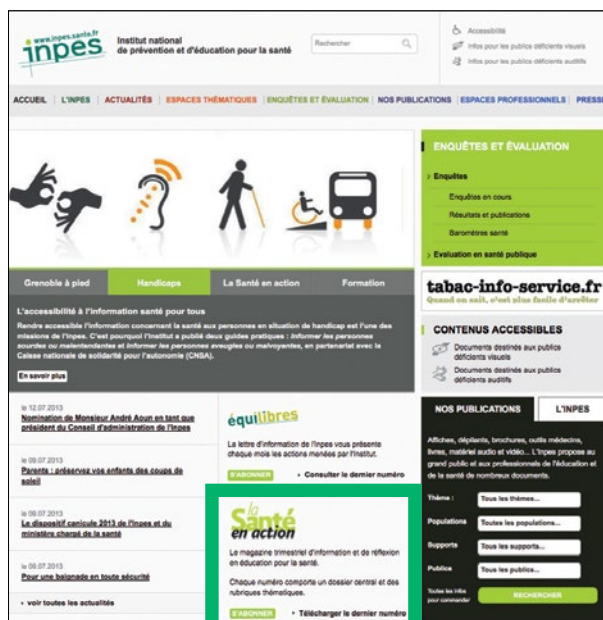 www.inpes.sante.fr
inpes
Institut national
de prévention et d'éducation pour la santé
Rechercher
Accessibilité
Infos pour les publics déficients visuels
Infos pour les publics déficients auditifs
ACCUEIL | L'INPES | ACTUALITÉS | ESPACES THÉMATIQUES | ENQUÊTES ET ÉVALUATION | NOS PUBLICATIONS | ESPACES PROFESSIONNELS | PRESSE
Grenoble à pied
Handicaps
La Santé en action
Formation
L'accessibilité à l'information santé pour tous
Rendre accessible l'information concernant la santé aux personnes en situation de handicap est l'une des
missions de l'Inpes. C'est pourquoi l'Institut a publié deux guides pratiques : Informer les personnes
sourdes ou malentendantes et Informer les personnes aveugles ou malvoyantes, en partenariat avec la
Caisse nationale de solidarité pour l'autonomie (CNSA).
En savoir plus
le 12.07.2013
Nomination de Monsieur André Aoun en tant que
président du Conseil d'administration de l'Inpes
le 09.07.2013
Parents : préservez vos enfants des coups de
soleil
le 09.07.2013
Le dispositif canicule 2013 de l'Inpes et du
ministère chargé de la santé
le 09.07.2013
Pour une baignade en toute sécurité
› voir toutes les actualités
équilibres
La lettre d'information de l'Inpes vous présente
chaque mois les actions menées par l'Institut.
S'ABONNER
› Consulter le dernier numéro
la
Santé
en action
Le magazine trimestriel d'information et de réflexion
en éducation pour la santé.
Chaque numéro comporte un dossier central et des
rubriques thématiques.
S'ABONNER
› Télécharger le dernier numéro
ENQUÊTES ET ÉVALUATION
› Enquêtes
Enquêtes en cours
Résultats et publications
Baromètres santé
› Evaluation en santé publique
tabac-info-service.fr
Quand on sait, c'est plus facile d'arrêter
CONTENUS ACCESSIBLES
Documents destinés aux publics
déficients visuels
Documents destinés aux publics
déficients auditifs
NOS PUBLICATIONS
L'INPES
Affiches, dépliants, brochures, outils médecins,
livres, matériel audio et vidéo... L'Inpes propose au
grand public et aux professionnels de l'éducation et
de la santé de nombreux documents.
Thème :
Tous les thèmes...
Populations
Toutes les populations...
Supports
Tous les supports...
Publics
Tous les publics...
Toutes les infos
pour commander
RECHERCHER